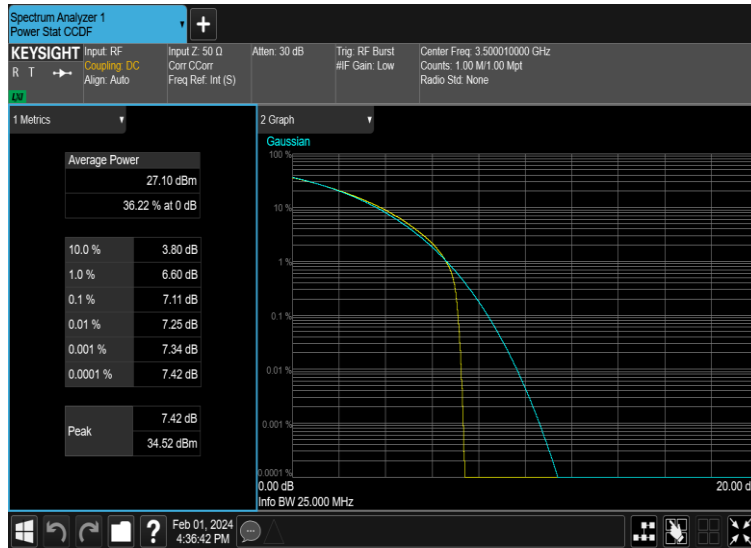 Spectrum Analyzer 1
Power Stat CCDF
+
KEYSIGHT
R T
LXI
Input: RF
Coupling: DC
Align: Auto
Input Z: 50 Ω
Corr CCorr
Freq Ref: Int (S)
Atten: 30 dB
Trig: RF Burst
#IF Gain: Low
Center Freq: 3.500010000 GHz
Counts: 1.00 M/1.00 Mpt
Radio Std: None
1 Metrics
Average Power
27.10 dBm
36.22 % at 0 dB
10.0 % 3.80 dB
1.0 % 6.60 dB
0.1 % 7.11 dB
0.01 % 7.25 dB
0.001 % 7.34 dB
0.0001 % 7.42 dB
Peak
7.42 dB
34.52 dBm
2 Graph
Gaussian
100 %
10 %
1 %
0.1 %
0.01 %
0.001 %
0.0001 %
0.00 dB
20.00 d
Info BW 25.000 MHz
?
Feb 01, 2024
4:36:42 PM